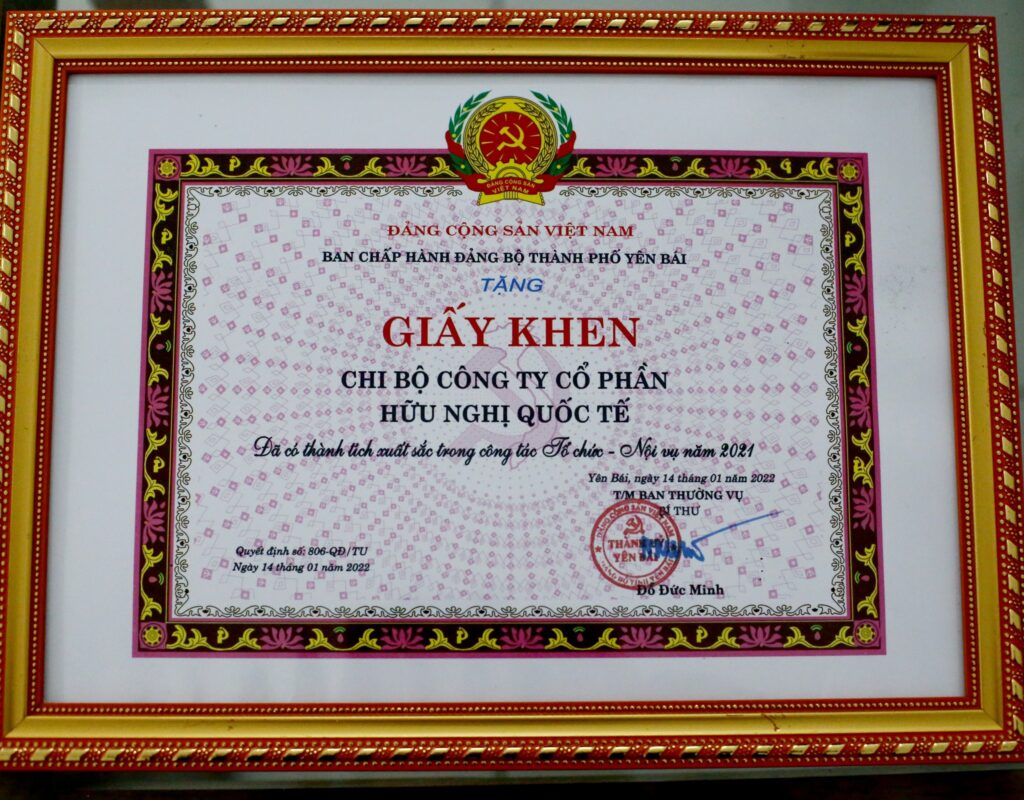 ĐẢNG CỘNG SẢN
VIỆT NAM
ĐẢNG CỘNG SẢN VIỆT NAM
BAN CHẤP HÀNH ĐẢNG BỘ THÀNH PHỐ YÊN BÁI
TẶNG
GIẤY KHEN
CHI BỘ CÔNG TY CỔ PHẦN
HỮU NGHỊ QUỐC TẾ
Đã có thành tích xuất sắc trong công tác Tổ chức - Nội vụ năm 2021
Yên Bái, ngày 14 tháng 01 năm 2022
T/M BAN THƯỜNG VỤ
BÍ THƯ
THÀNH
YÊN BÁI
Đỗ Đức Minh
Quyết định số: 806-QĐ/TU
Ngày 14 tháng 01 năm 2022